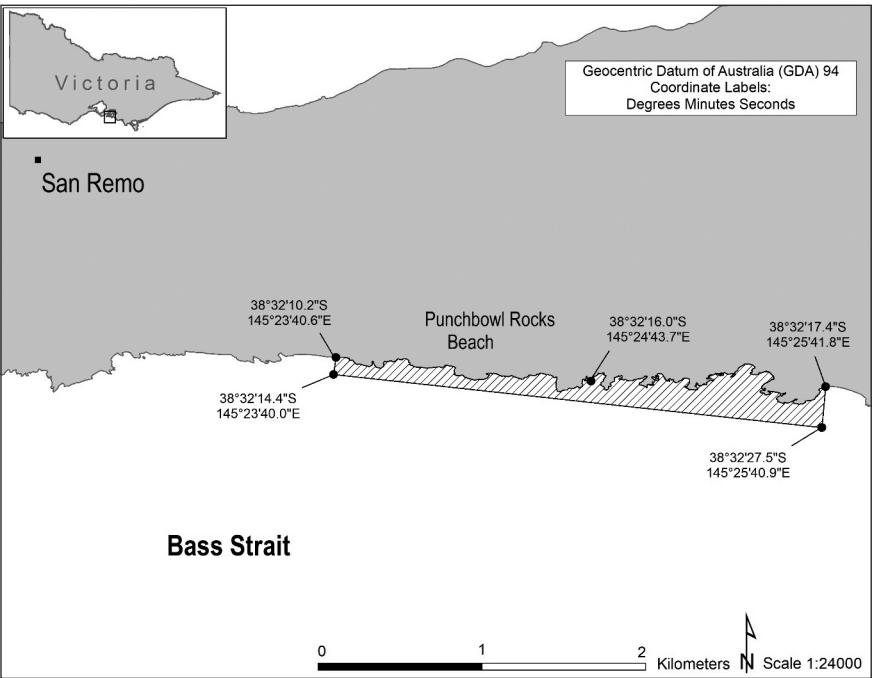 Victoria
Geocentric Datum of Australia (GDA) 94
Coordinate Labels:
Degrees Minutes Seconds
San Remo
38°32'10.2"S
145°23'40.6"E
Punchbowl Rocks
Beach
38°32'16.0"S
145°24'43.7"E
38°32'17.4"S
145°25'41.8"E
38°32'14.4"S
145°23'40.0"E
38°32'27.5"S
145°25'40.9"E
Bass Strait
0 1 2
Kilometers N Scale 1:24000